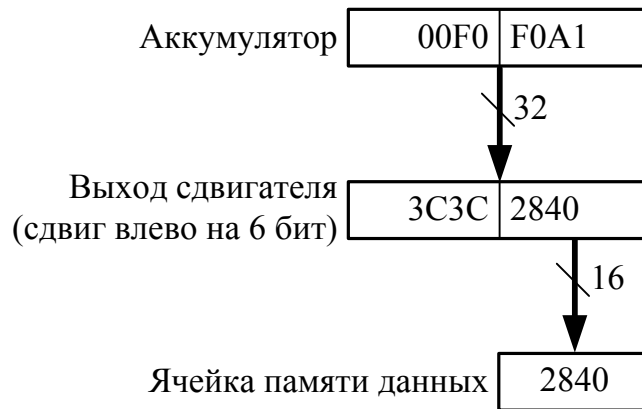 Аккумулятор 00F0 F0A1
32
Выход сдвигателя
(сдвиг влево на 6 бит) 3C3C 2840
16
Ячейка памяти данных 2840